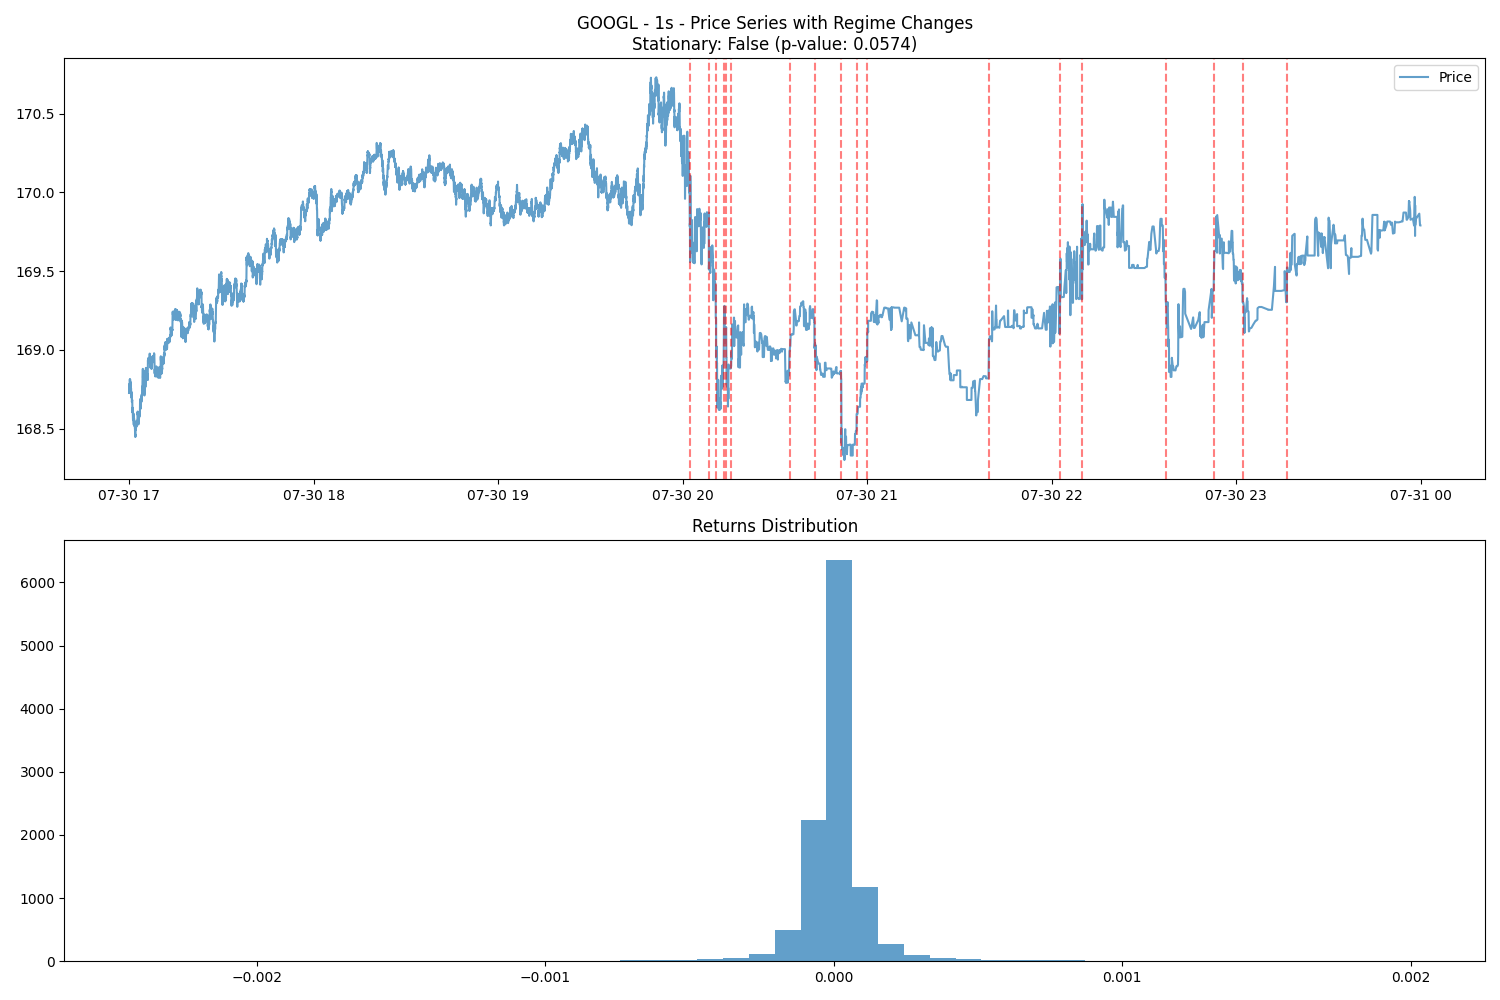 GOOGL - 1s - Price Series with Regime Changes
Stationary: False (p-value: 0.0574)
Price
170.5
170.0
169.5
169.0
168.5
07-30 17 07-30 18 07-30 19 07-30 20 07-30 21 07-30 22 07-30 23 07-31 00
Returns Distribution
6000
5000
4000
3000
2000
1000
0
−0.002 −0.001 0.000 0.001 0.002